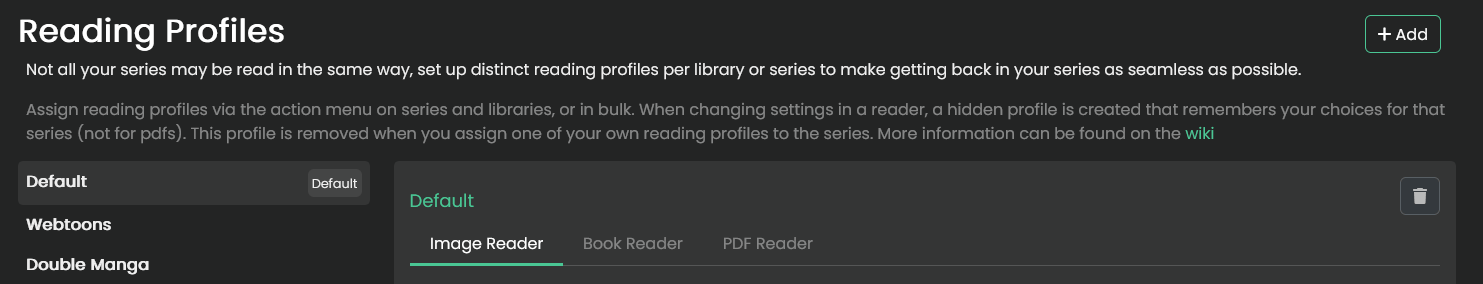 Reading Profiles
+ Add
Not all your series may be read in the same way, set up distinct reading profiles per library or series to make getting back in your series as seamless as possible.
Assign reading profiles via the action menu on series and libraries, or in bulk. When changing settings in a reader, a hidden profile is created that remembers your choices for that
series (not for pdfs). This profile is removed when you assign one of your own reading profiles to the series. More information can be found on the wiki
Default Default
Webtoons
Double Manga
Default
Image Reader Book Reader PDF Reader